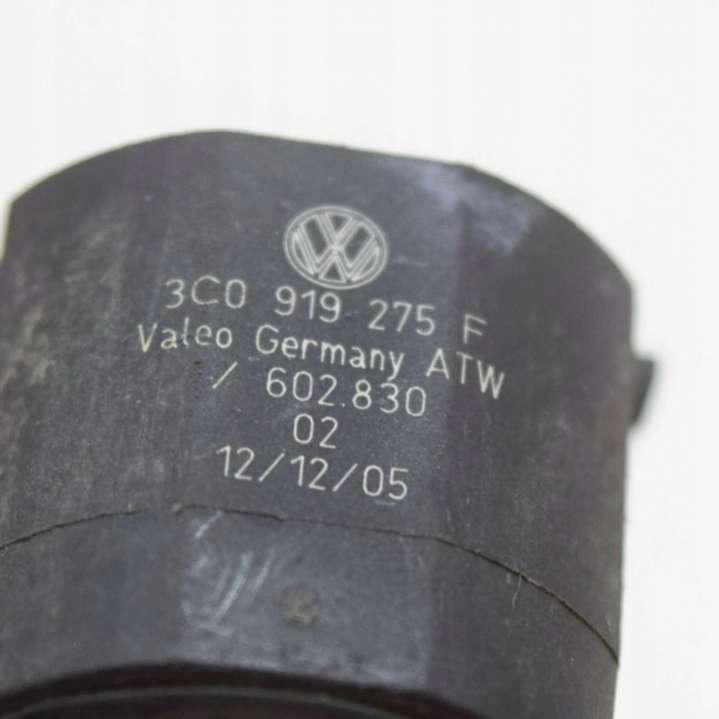 3C0 919 275 F
Valeo Germany ATW
/ 602.830
02
12/12/05